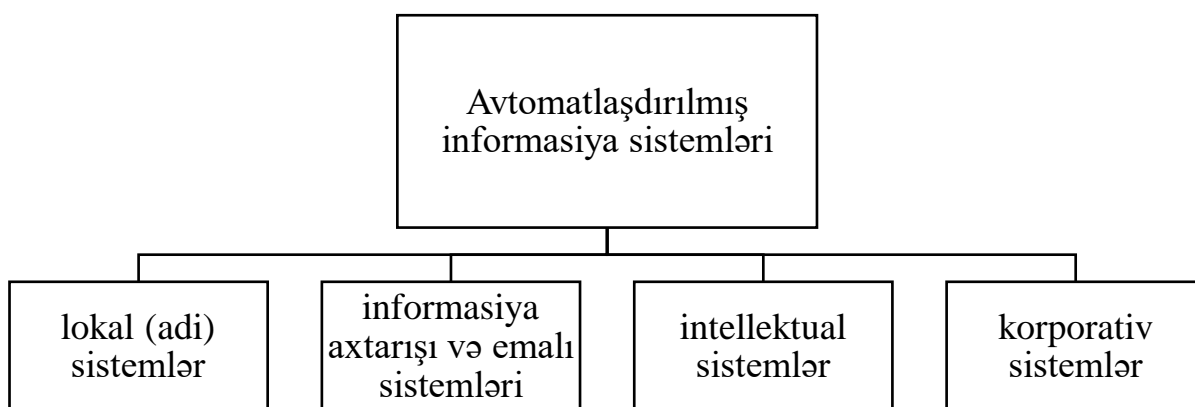 Avtomatlaşdırılmış
informasiya sistemləri
lokal (adi)
sistemlər
informasiya
axtarışı və emalı
sistemləri
intellektual
sistemlər
korporativ
sistemlər